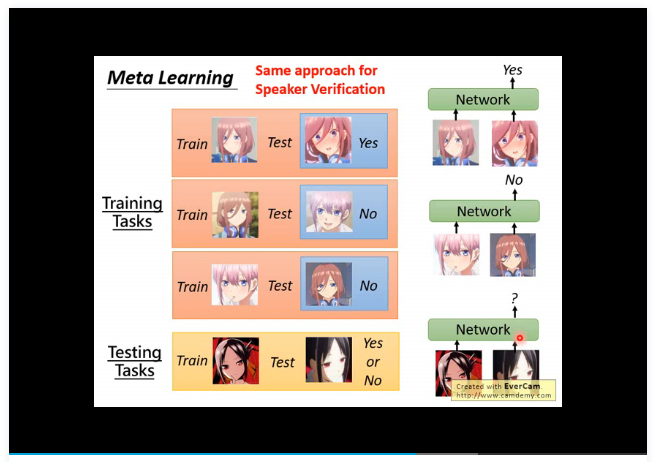 Meta Learning
Same approach for
Speaker Verification
Training
Tasks
Train Test Yes
Train Test No
Train Test No
Testing
Tasks
Train Test Yes
or
No
Yes
Network
No
Network
?
Network
Created with EverCam.
http://www.camdemy.com